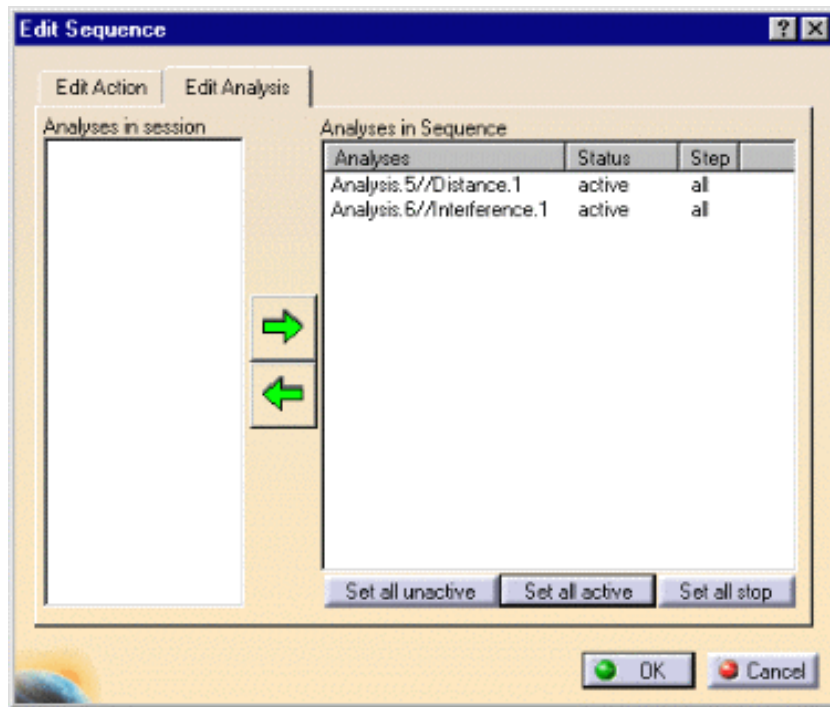 Edit Sequence
Edit Action Edit Analysis
Analyses in session
Analyses in Sequence
Analyses Status Step
Analysis.5//Distance.1 active all
Analysis.6//Interference.1 active all
Set all unactive Set all active Set all stop
OK Cancel